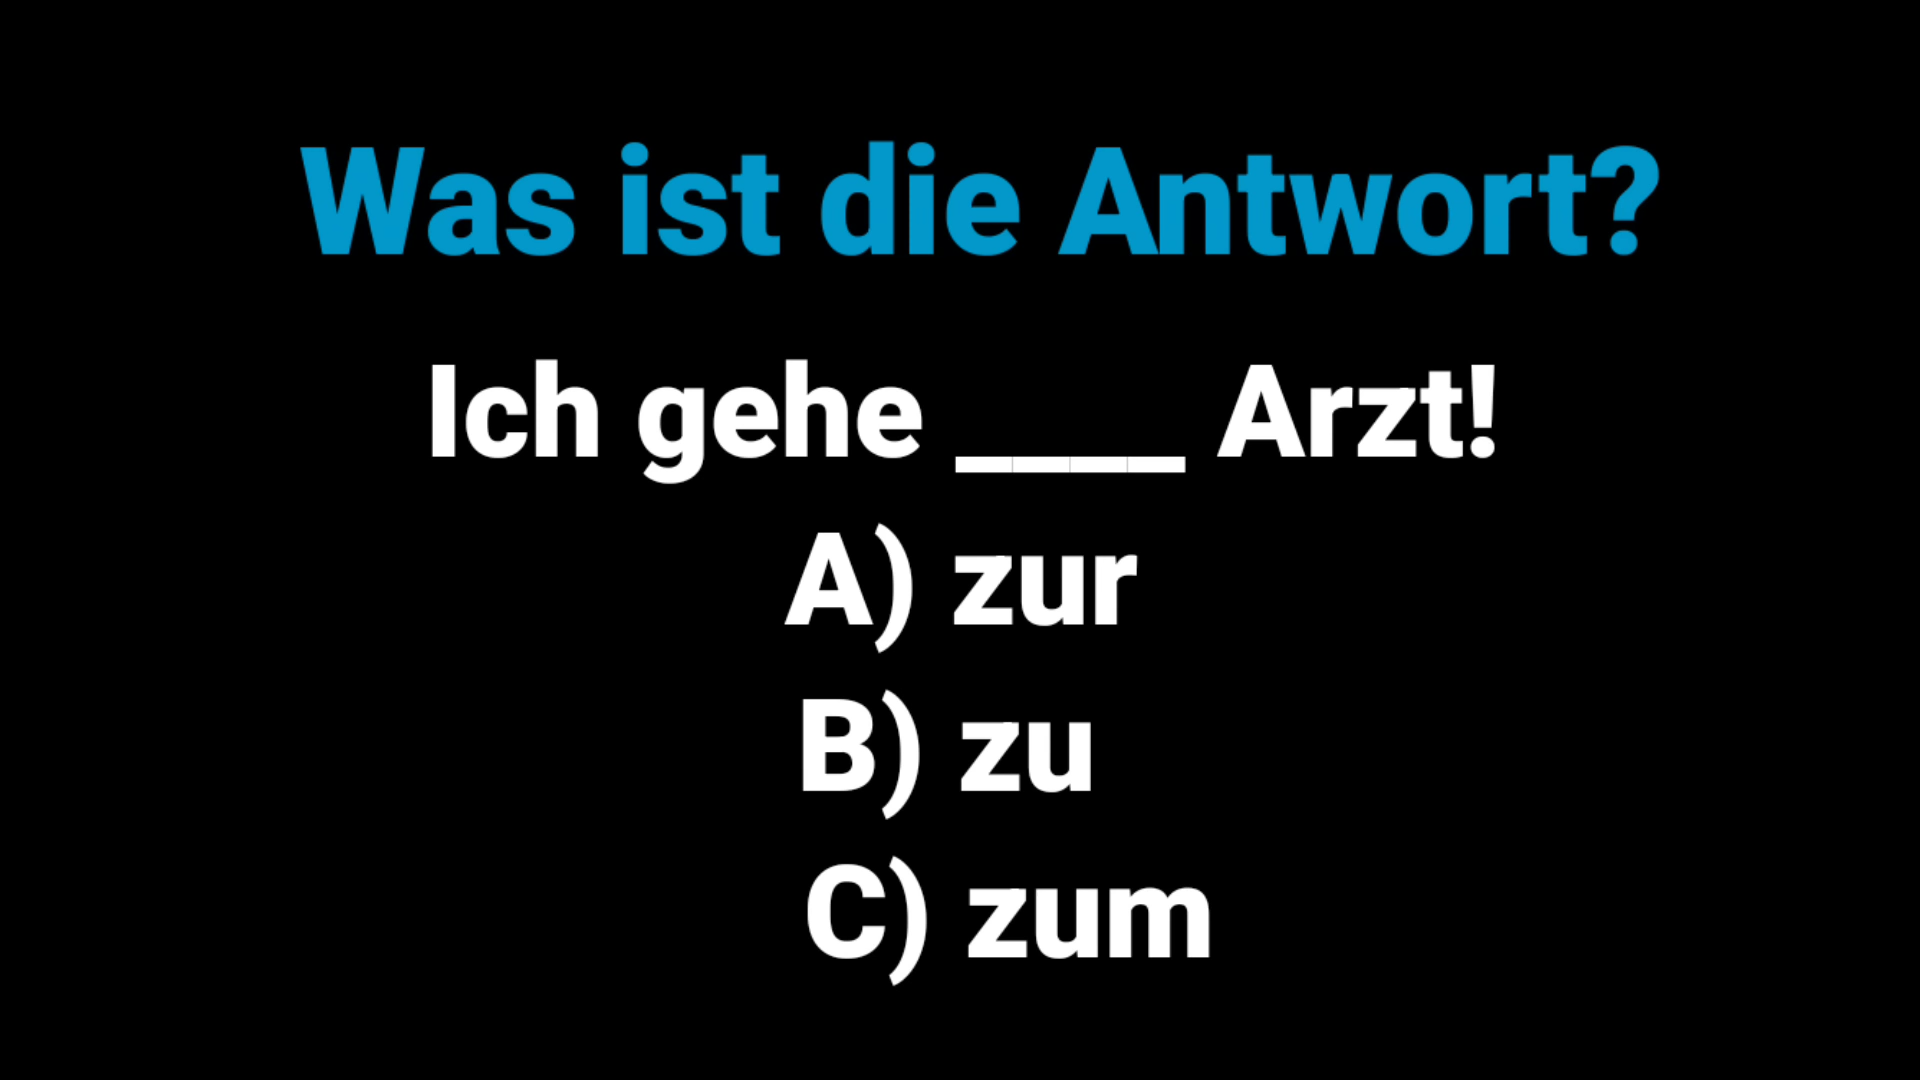 Was ist die Antwort?
Ich gehe ____ Arzt!
A) zur
B) zu
C) zum